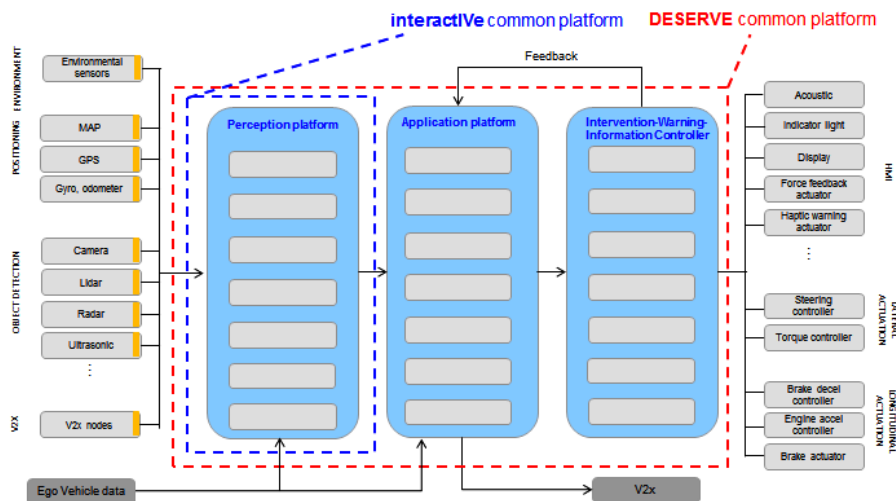 interactIVe common platform
DESERVE common platform
Feedback
ENVIRONMENT
Environmental
sensors
POSITIONING
MAP
GPS
Gyro, odometer
OBJECT DETECTION
Camera
Lidar
Radar
Ultrasonic
...
V2X
V2x nodes
Perception platform
Application platform
Intervention-Warning-
Information Controller
HMI
Acoustic
Indicator light
Display
Force feedback
actuator
Haptic warning
actuator
...
LATERAL
ACTUATION
Steering
controller
Torque controller
LONGITUDINAL
ACTUATION
Brake decel
controller
Engine accel
controller
Brake actuator
Ego Vehicle data
V2x